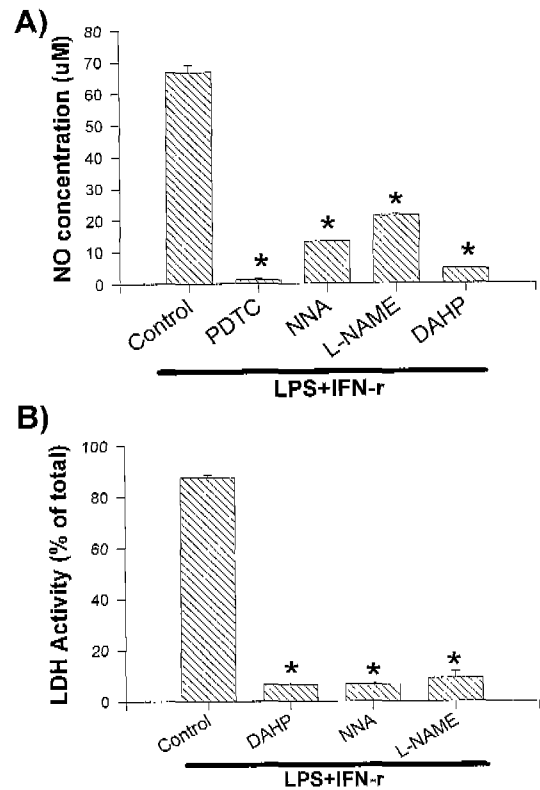 A)
NO concentration (uM)
80
70
60
50
40
30
20
10
0
*
*
*
*
Control
PDTC
NNA
L-NAME
DAHP
LPS+IFN-r
B)
LDH Activity (% of total)
100
80
60
40
20
0
*
*
*
Control
DAHP
NNA
L-NAME
LPS+IFN-r